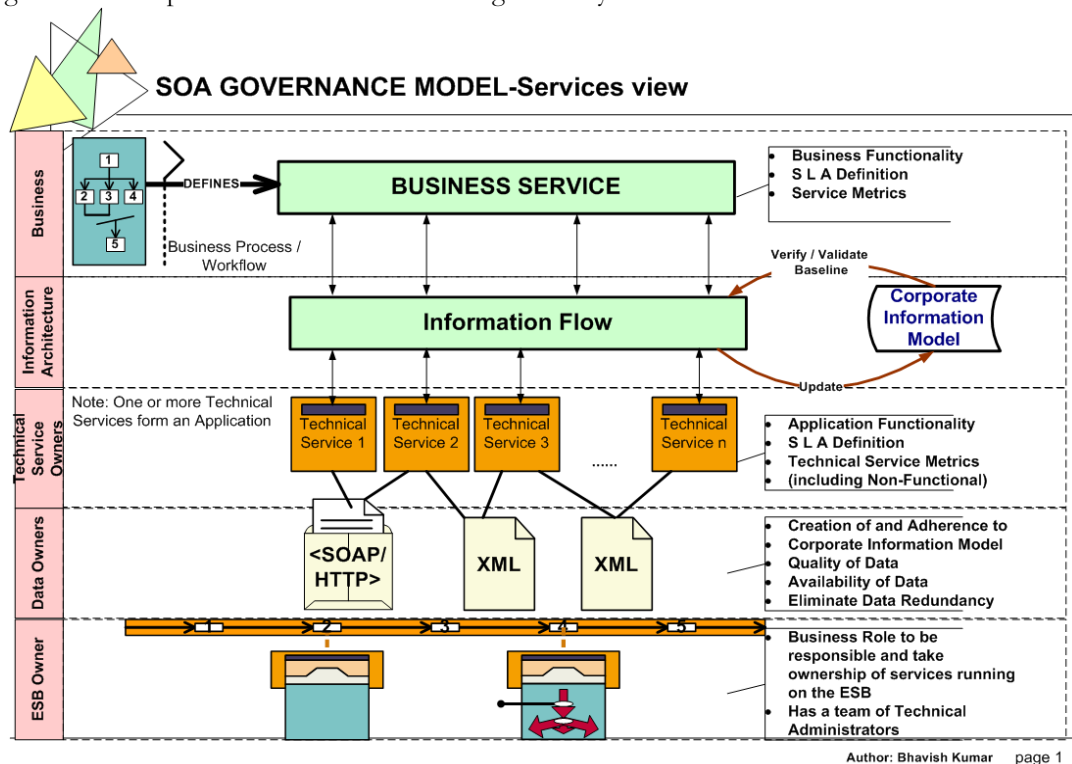 SOA GOVERNANCE MODEL-Services view
Business
1
2
3
4
5
DEFINES
BUSINESS SERVICE
Business Process /
Workflow
• Business Functionality
• S L A Definition
• Service Metrics
Information
Architecture
Information Flow
Verify / Validate
Baseline
Corporate
Information
Model
Update
Technical
Service
Owners
Note: One or more Technical
Services form an Application
Technical
Service 1
Technical
Service 2
Technical
Service 3
......
Technical
Service n
• Application Functionality
• S L A Definition
• Technical Service Metrics
• (including Non-Functional)
Data Owners
<SOAP/
HTTP>
XML
XML
• Creation of and Adherence to
• Corporate Information Model
• Quality of Data
• Availability of Data
• Eliminate Data Redundancy
ESB Owner
1
2
3
4
5
• Business Role to be
responsible and take
ownership of services running
on the ESB
• Has a team of Technical
Administrators
Author: Bhavish Kumar page 1